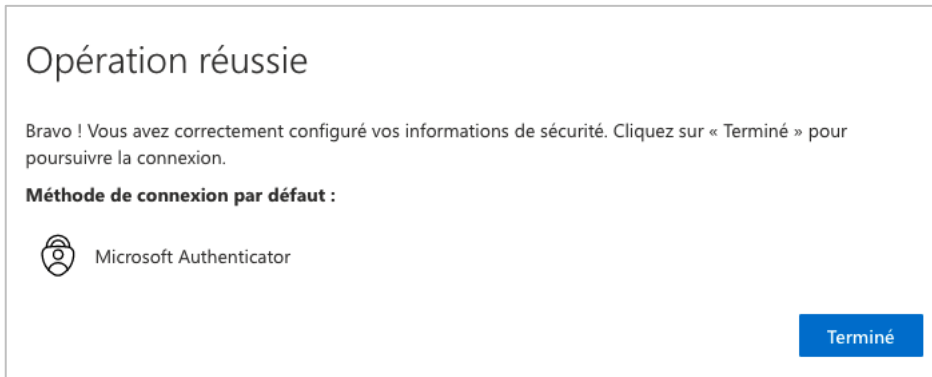 Opération réussie
Bravo ! Vous avez correctement configuré vos informations de sécurité. Cliquez sur « Terminé » pour
poursuivre la connexion.
Méthode de connexion par défaut :
Microsoft Authenticator
Terminé